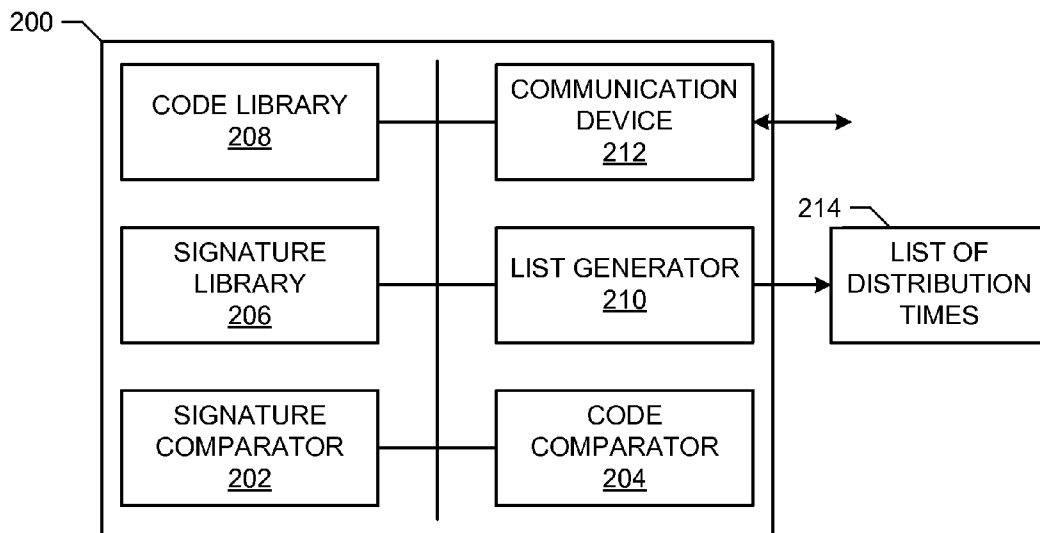 200
CODE LIBRARY
208
COMMUNICATION
DEVICE
212
214
SIGNATURE
LIBRARY
206
LIST GENERATOR
210
LIST OF
DISTRIBUTION
TIMES
SIGNATURE
COMPARATOR
202
CODE
COMPARATOR
204